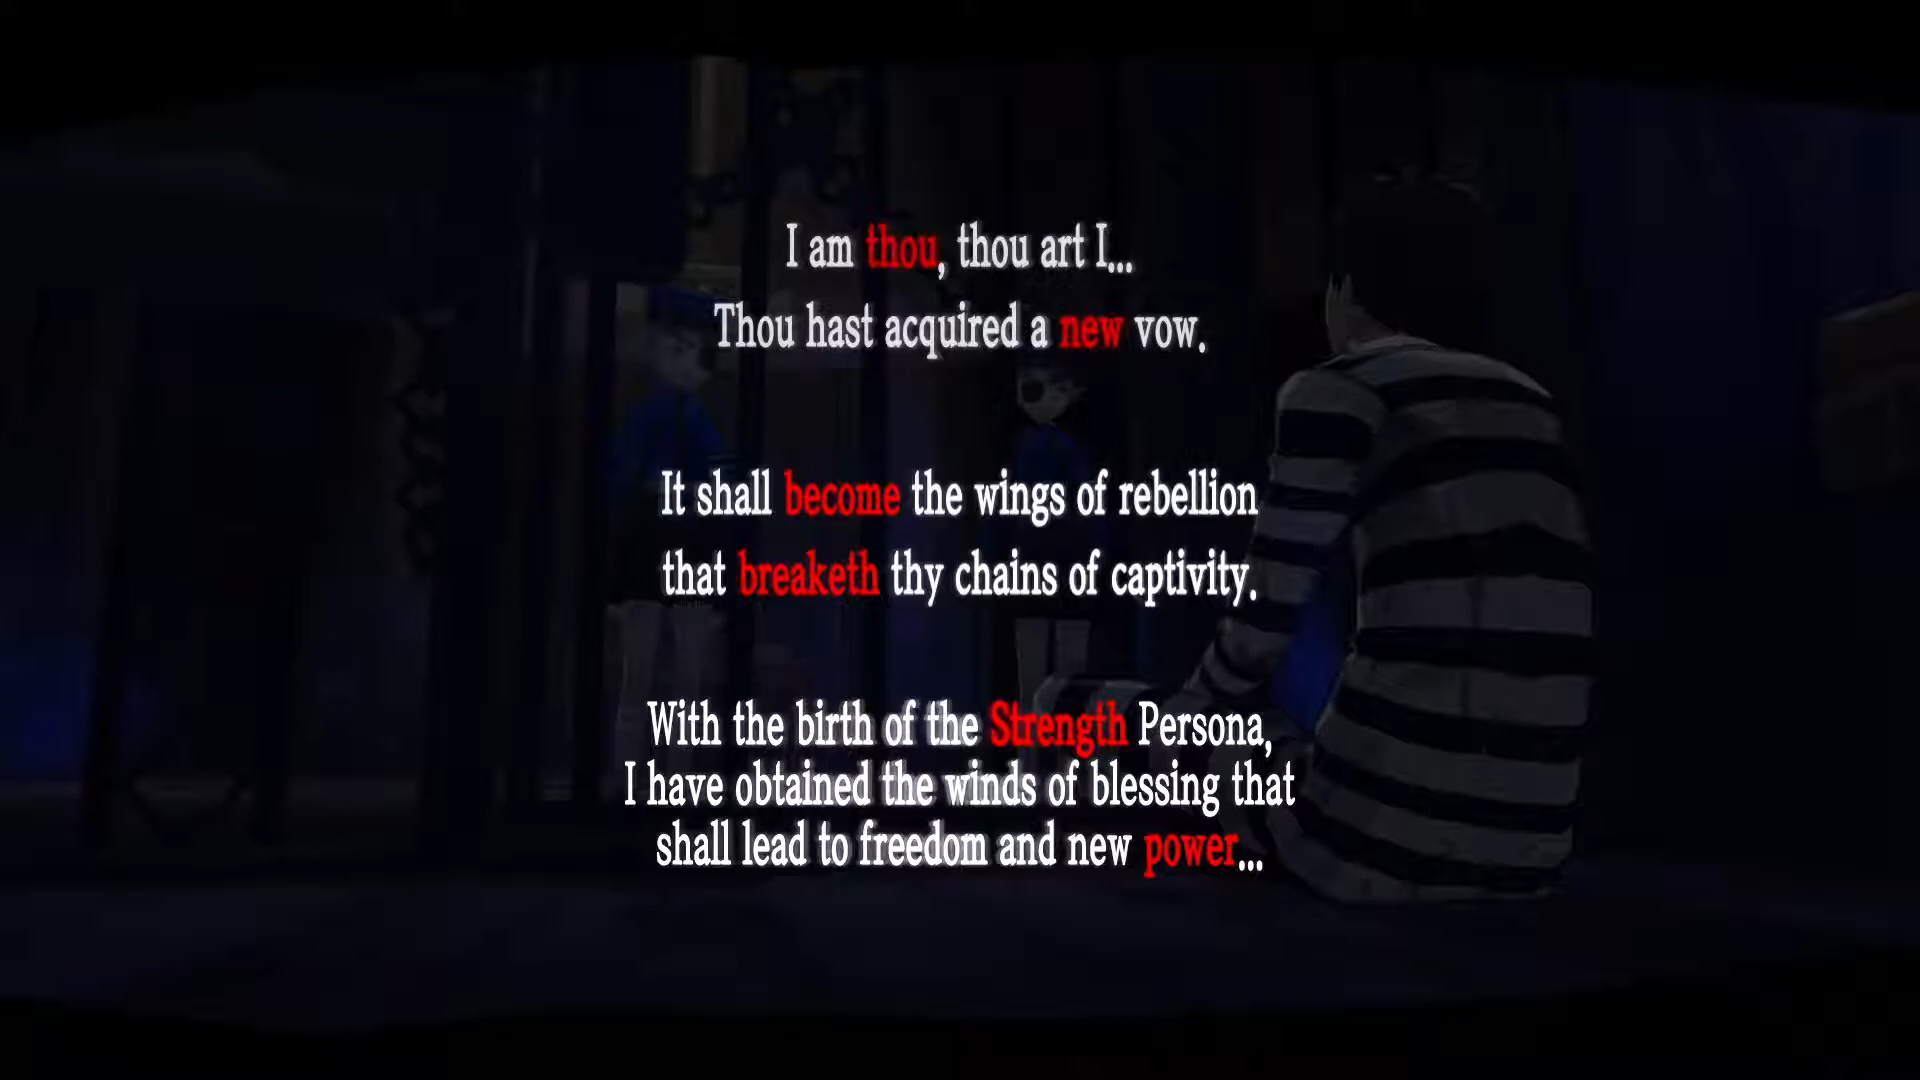 I am thou, thou art I...
Thou hast acquired a new vow.
It shall become the wings of rebellion
that breaketh thy chains of captivity.
With the birth of the Strength Persona,
I have obtained the winds of blessing that
shall lead to freedom and new power...